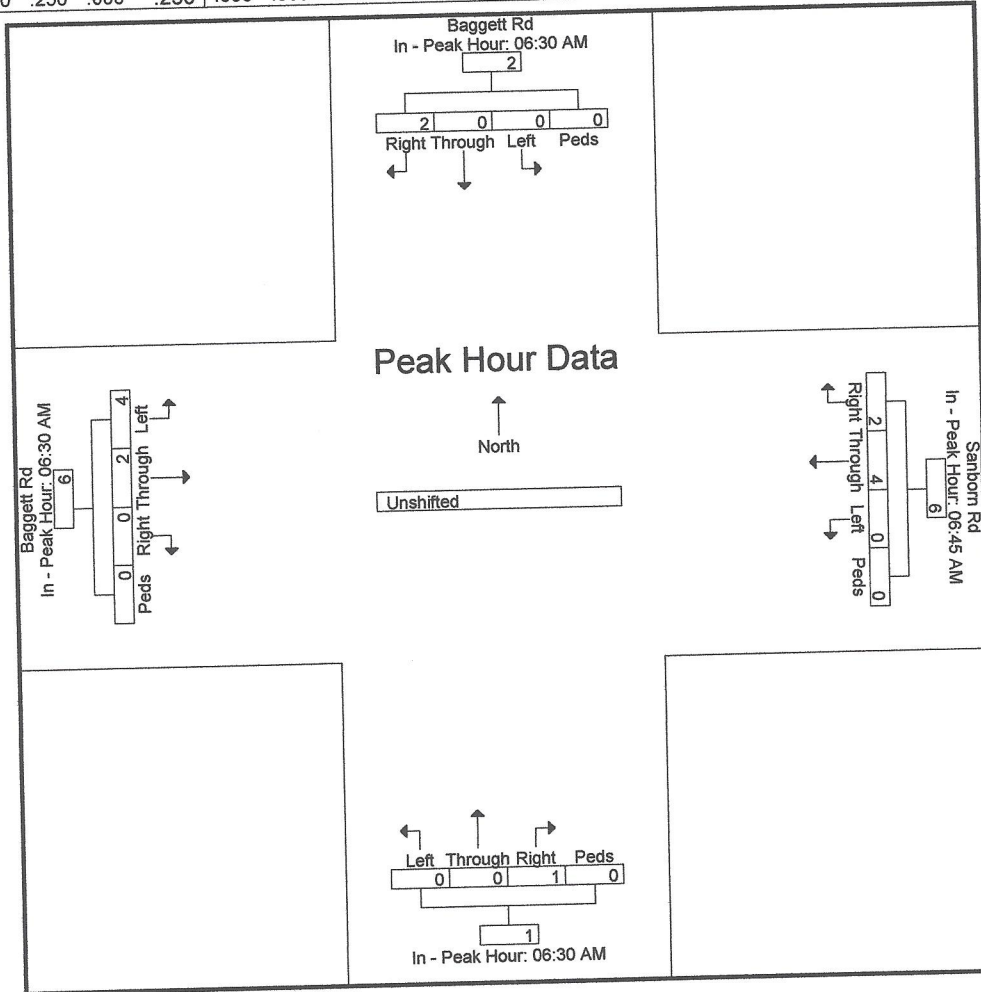 Baggett Rd
In - Peak Hour: 06:30 AM
2
2 0 0 0
Right Through Left Peds
Peak Hour Data
North
Unshifted
Baggett Rd
In - Peak Hour: 06:30 AM
6
4 2 0 0
Left Through Right Peds
Sanborn Rd
In - Peak Hour: 06:45 AM
6
2 4 0 0
Right Through Left Peds
Left Through Right Peds
0 0 1 0
1
In - Peak Hour: 06:30 AM